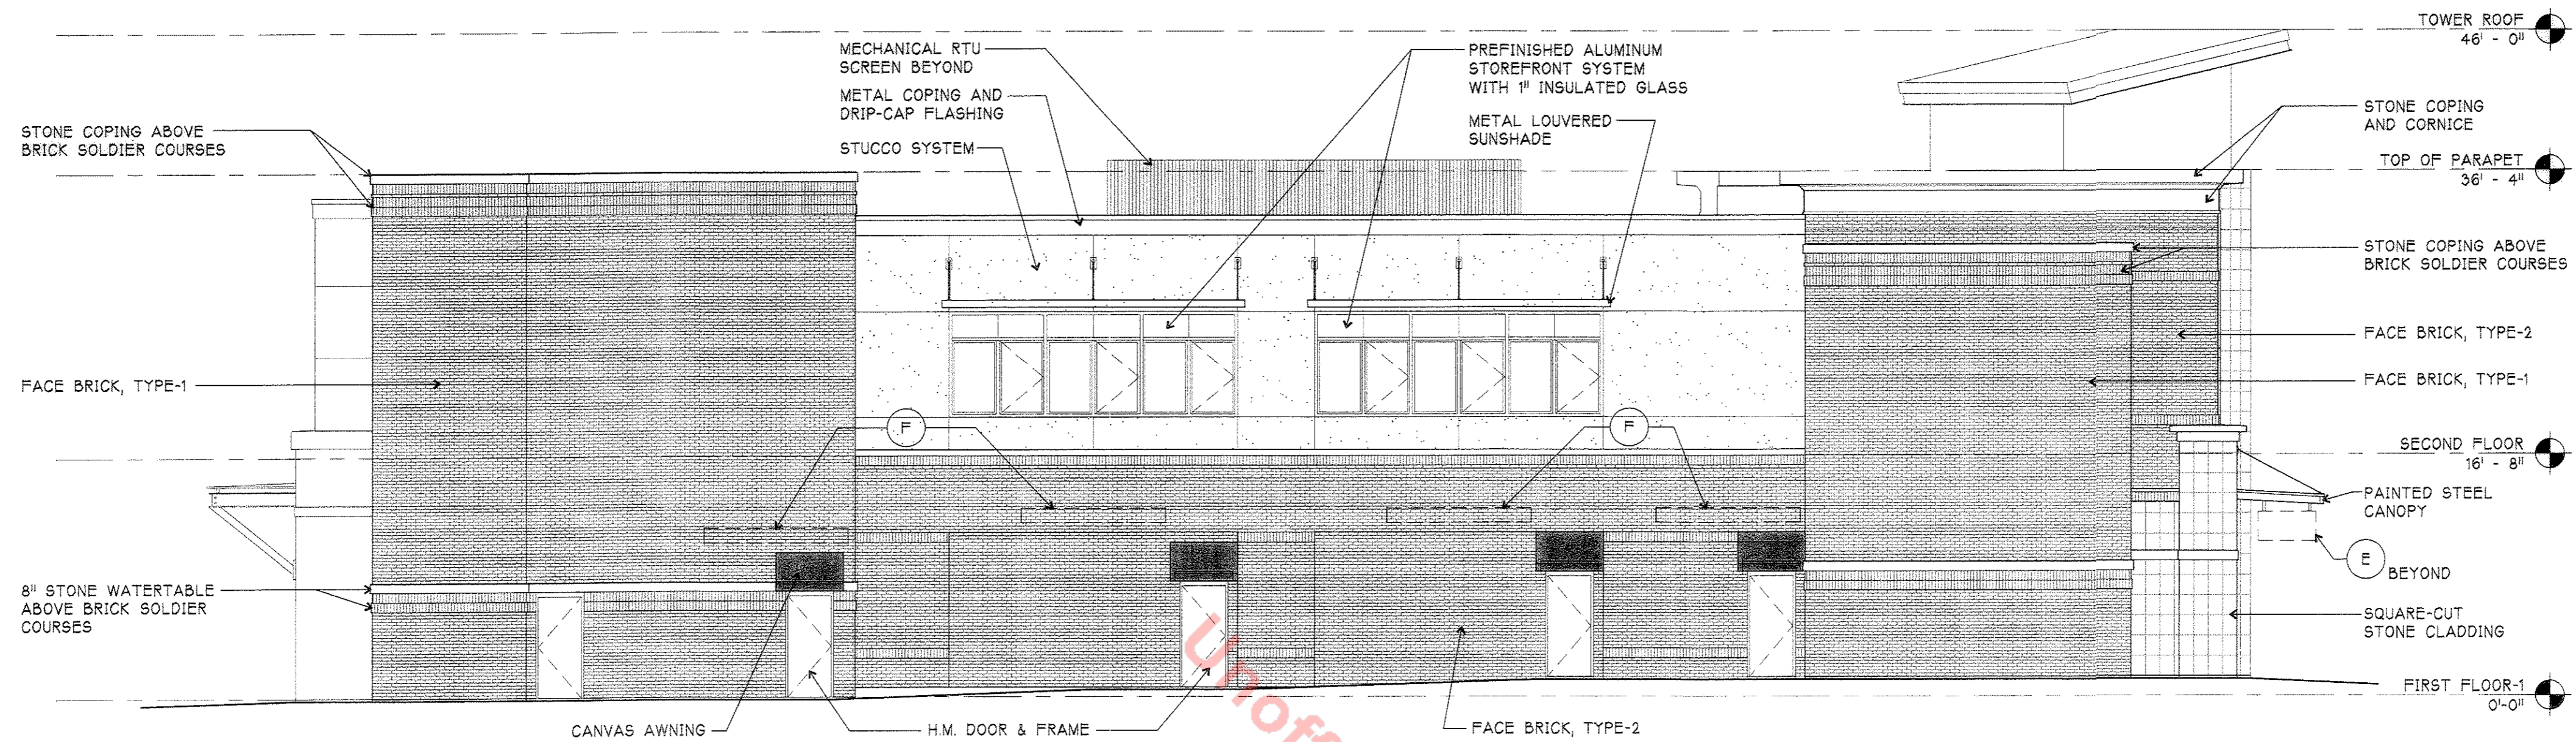 TOWER ROOF
46' - 0"
MECHANICAL RTU
SCREEN BEYOND
METAL COPING AND
DRIP-CAP FLASHING
STUCCO SYSTEM
PREFINISHED ALUMINUM
STOREFRONT SYSTEM
WITH 1" INSULATED GLASS
METAL LOUVERED
SUNSHADE
STONE COPING ABOVE
BRICK SOLDIER COURSES
STONE COPING
AND CORNICE
TOP OF PARAPET
36' - 4"
STONE COPING ABOVE
BRICK SOLDIER COURSES
FACE BRICK, TYPE-2
FACE BRICK, TYPE-1
FACE BRICK, TYPE-1
F
F
SECOND FLOOR
16' - 8"
PAINTED STEEL
CANOPY
E
BEYOND
8" STONE WATERTABLE
ABOVE BRICK SOLDIER
COURSES
SQUARE-CUT
STONE CLADDING
FIRST FLOOR-1
0'-0"
CANVAS AWNING
H.M. DOOR & FRAME
FACE BRICK, TYPE-2
Unoff